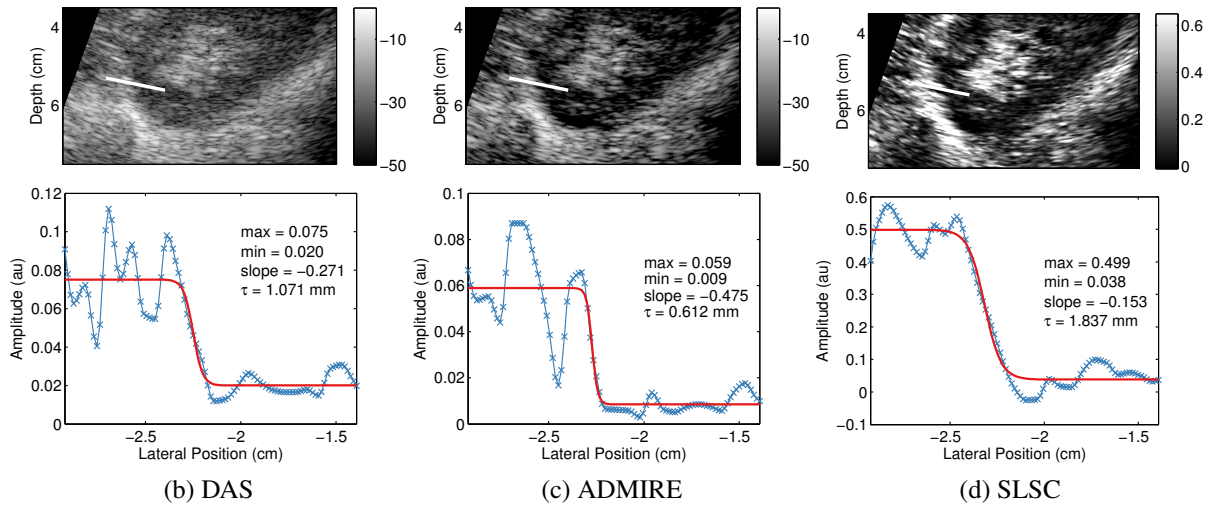 4
6
Depth (cm)
−10
−30
−50
4
6
Depth (cm)
−10
−30
−50
4
6
Depth (cm)
0.6
0.4
0.2
0
0.12
0.1
0.08
0.06
0.04
0.02
0
Amplitude (au)
max = 0.075
min = 0.020
slope = −0.271
τ = 1.071 mm
−2.5
−2
−1.5
Lateral Position (cm)
(b) DAS
0.1
0.08
0.06
0.04
0.02
0
Amplitude (au)
max = 0.059
min = 0.009
slope = −0.475
τ = 0.612 mm
−2.5
−2
−1.5
Lateral Position (cm)
(c) ADMIRE
0.6
0.5
0.4
0.3
0.2
0.1
0
−0.1
Amplitude (au)
max = 0.499
min = 0.038
slope = −0.153
τ = 1.837 mm
−2.5
−2
−1.5
Lateral Position (cm)
(d) SLSC